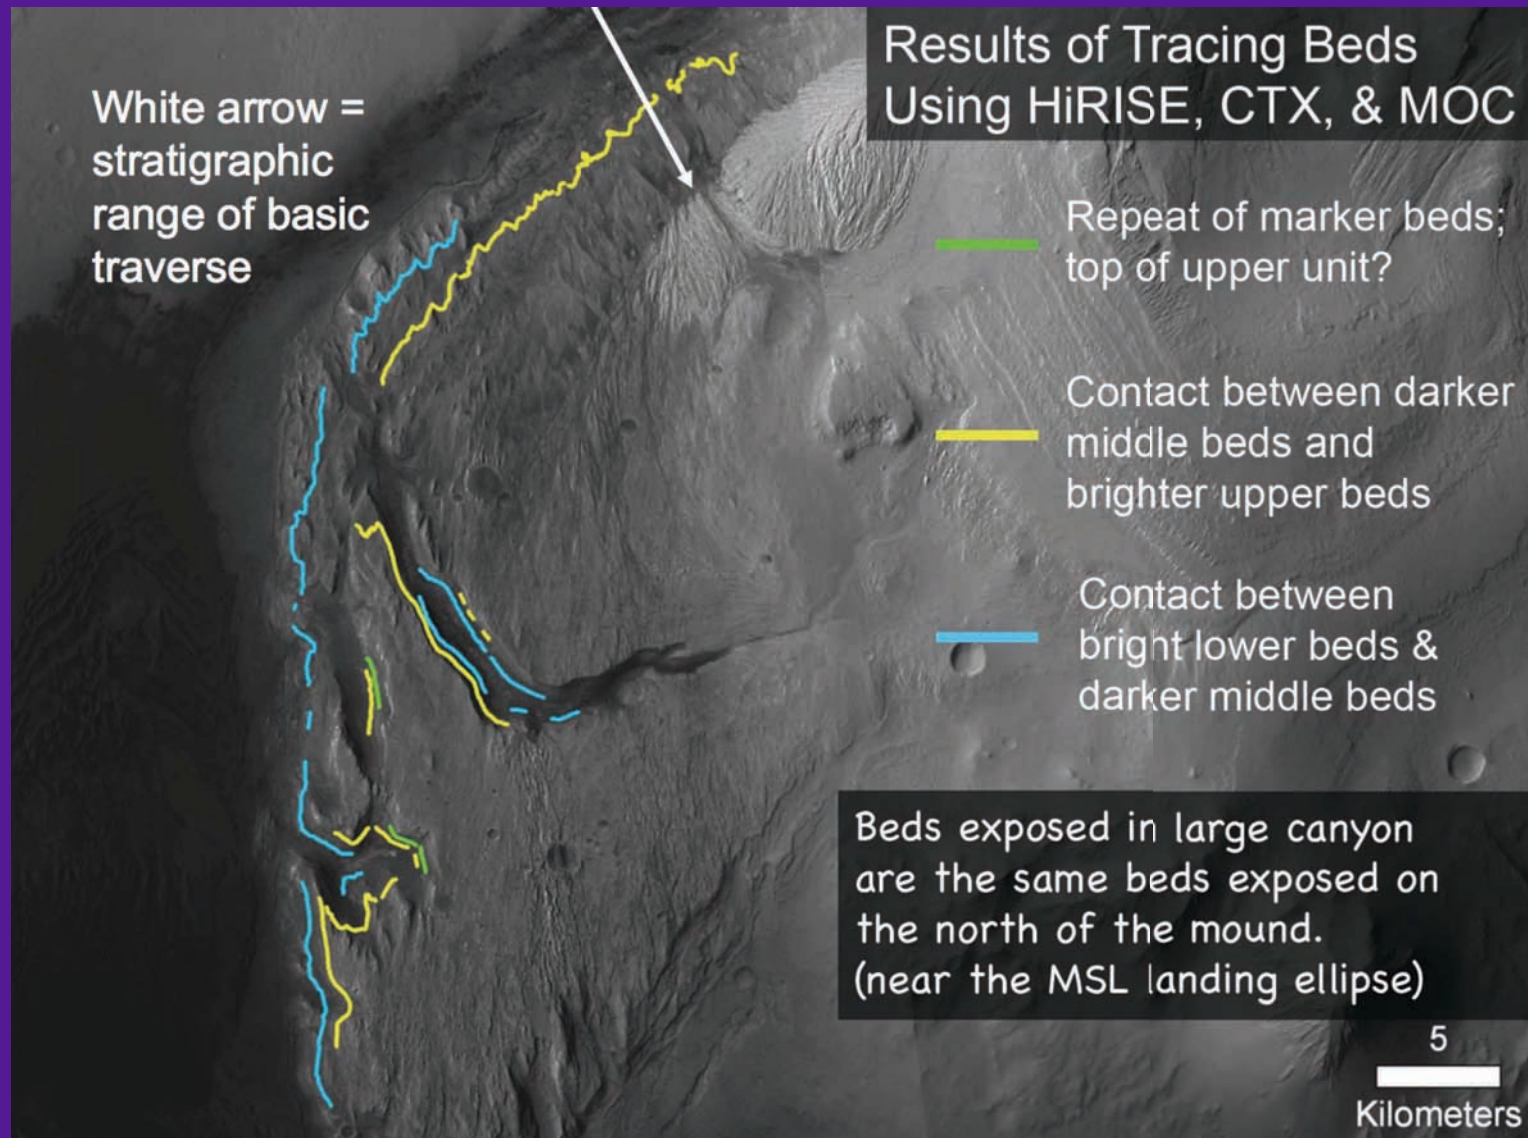 Results of Tracing Beds
Using HiRISE, CTX, & MOC
White arrow =
stratigraphic
range of basic
traverse
Repeat of marker beds;
top of upper unit?
Contact between darker
middle beds and
brighter upper beds
Contact between
bright lower beds &
darker middle beds
Beds exposed in large canyon
are the same beds exposed on
the north of the mound.
(near the MSL landing ellipse)
5
Kilometers